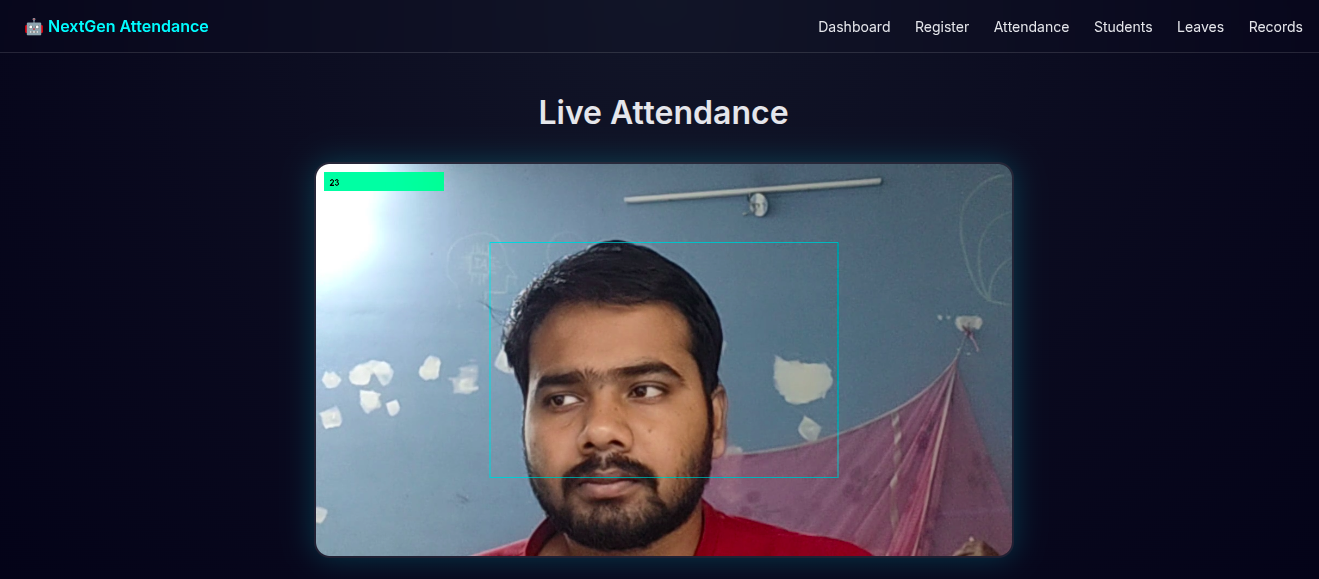 🤖 NextGen Attendance
Dashboard Register Attendance Students Leaves Records
Live Attendance
23